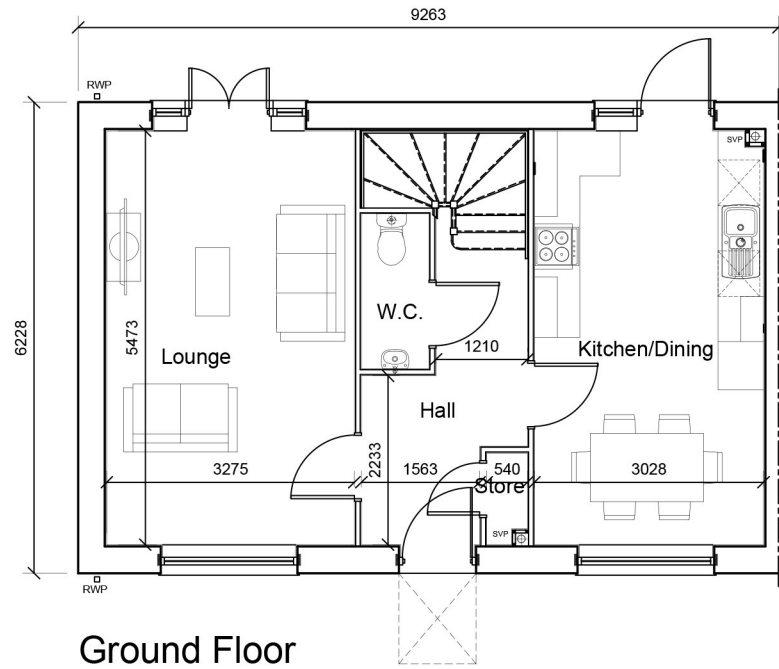 9263
RWP
SVP
6228
5473
W.C.
Lounge
1210
Kitchen/Dining
Hall
2233
3275
1563
540
3028
Store
SVP
RWP
Ground Floor